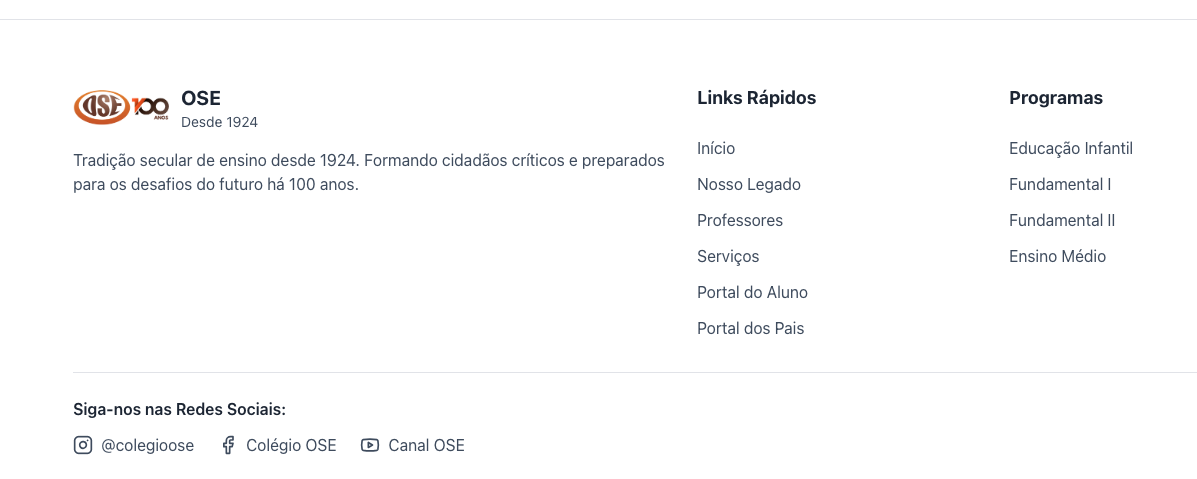 OSE 100 ANOS
OSE
Desde 1924
Tradição secular de ensino desde 1924. Formando cidadãos críticos e preparados
para os desafios do futuro há 100 anos.
Links Rápidos
Início
Nosso Legado
Professores
Serviços
Portal do Aluno
Portal dos Pais
Programas
Educação Infantil
Fundamental I
Fundamental II
Ensino Médio
Siga-nos nas Redes Sociais:
@colegioose
Colégio OSE
Canal OSE